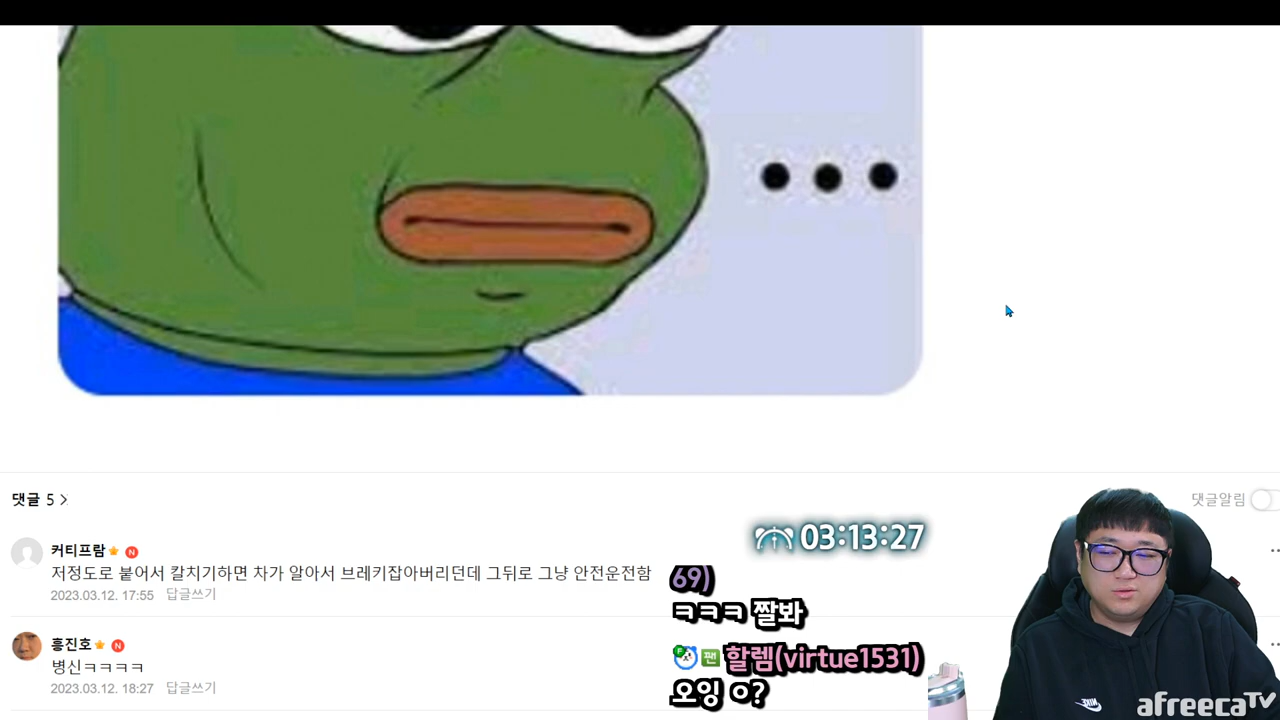 댓글 5 >
댓글알림
커티프람 N
저정도로 붙어서 칼치기하면 차가 알아서 브레키잡아버리던데 그뒤로 그냥 안전운전함
2023.03.12. 17:55 답글쓰기
홍진호 N
병신ㅋㅋㅋㅋ
2023.03.12. 18:27 답글쓰기
03:13:27
69)
ㅋㅋㅋ 짤봐
F 팬 할렘(virtue1531)
오잉 ㅇ?
NIKE
afreecaTV